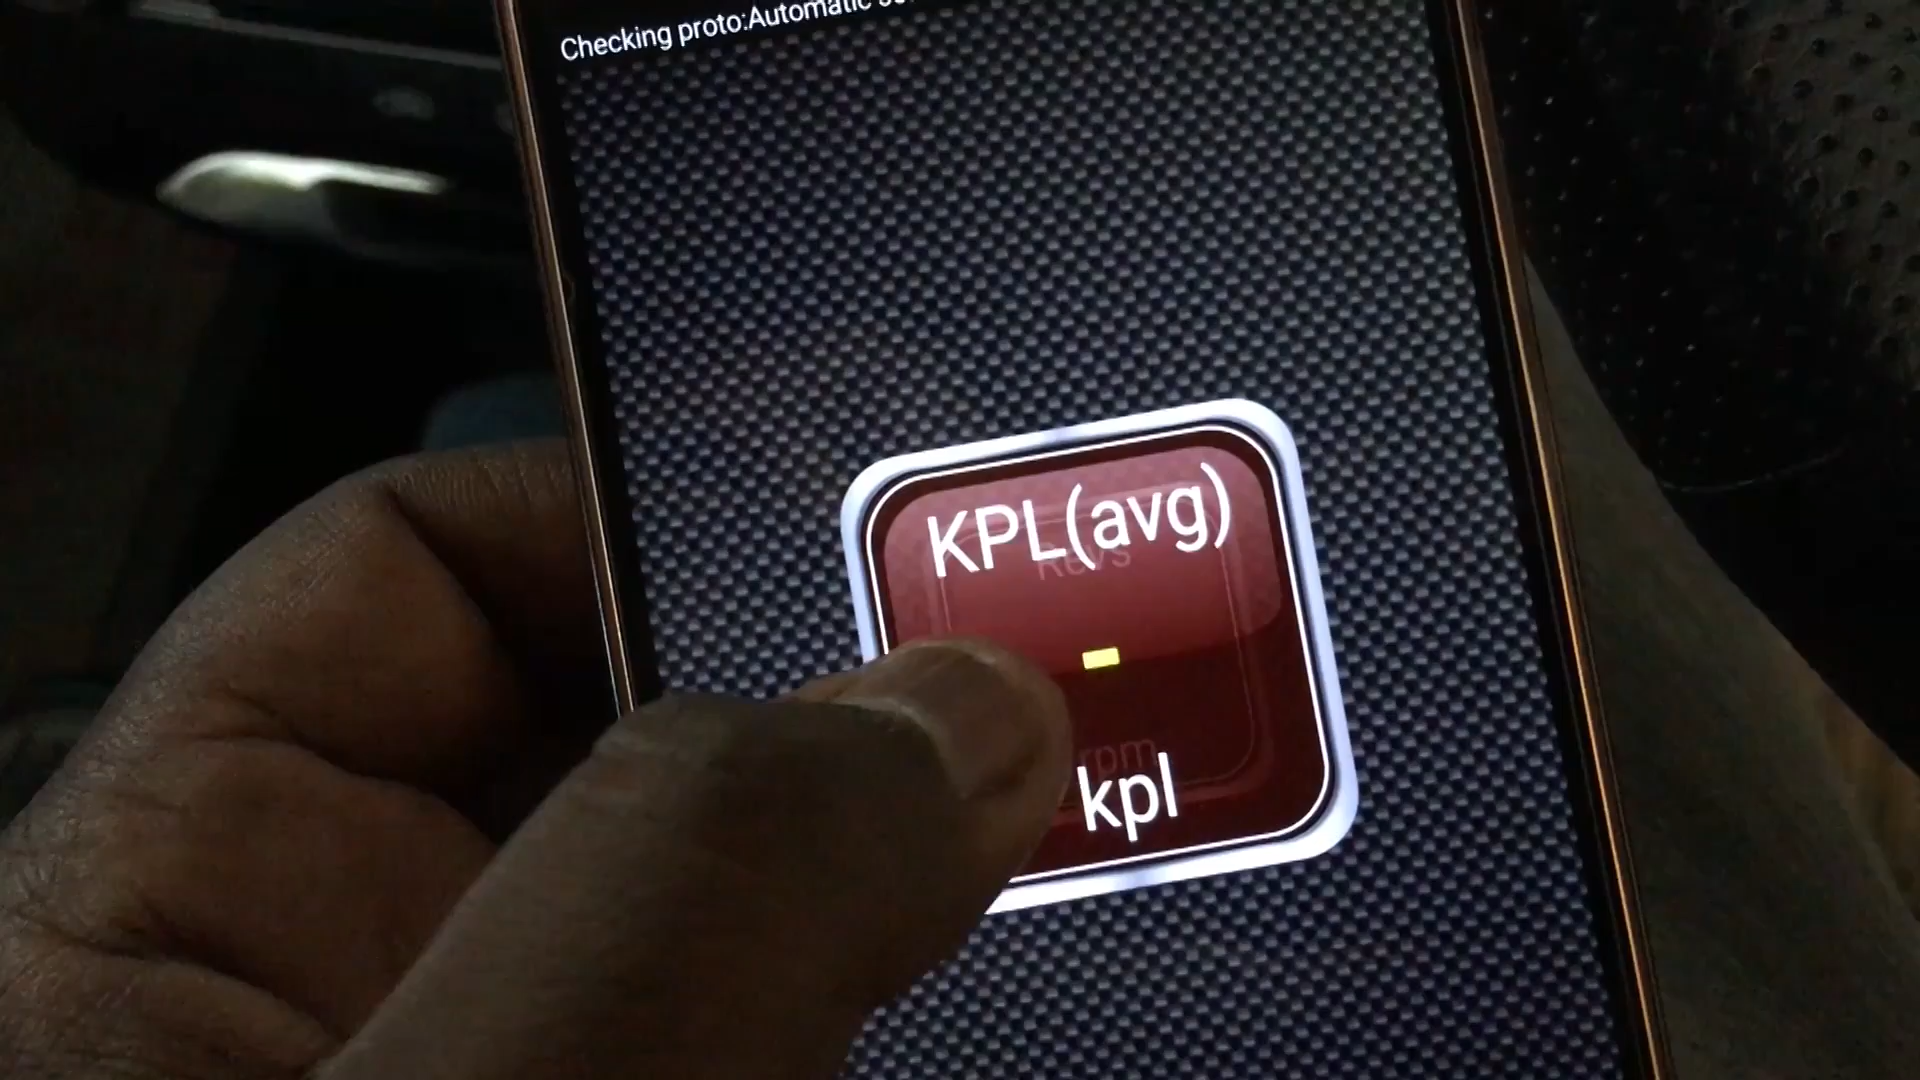 Checking proto:Automatic
KPL(avg)
Revs
-
rpm
kpl